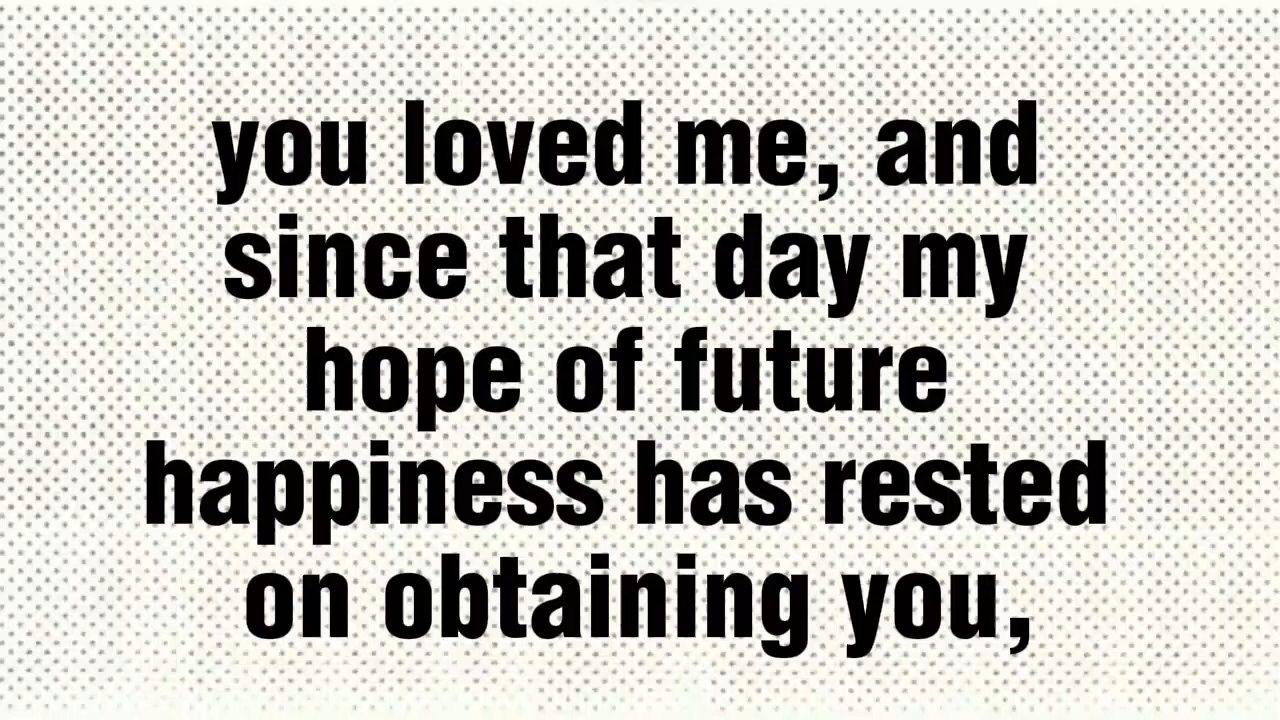 you loved me, and
since that day my
hope of future
happiness has rested
on obtaining you,